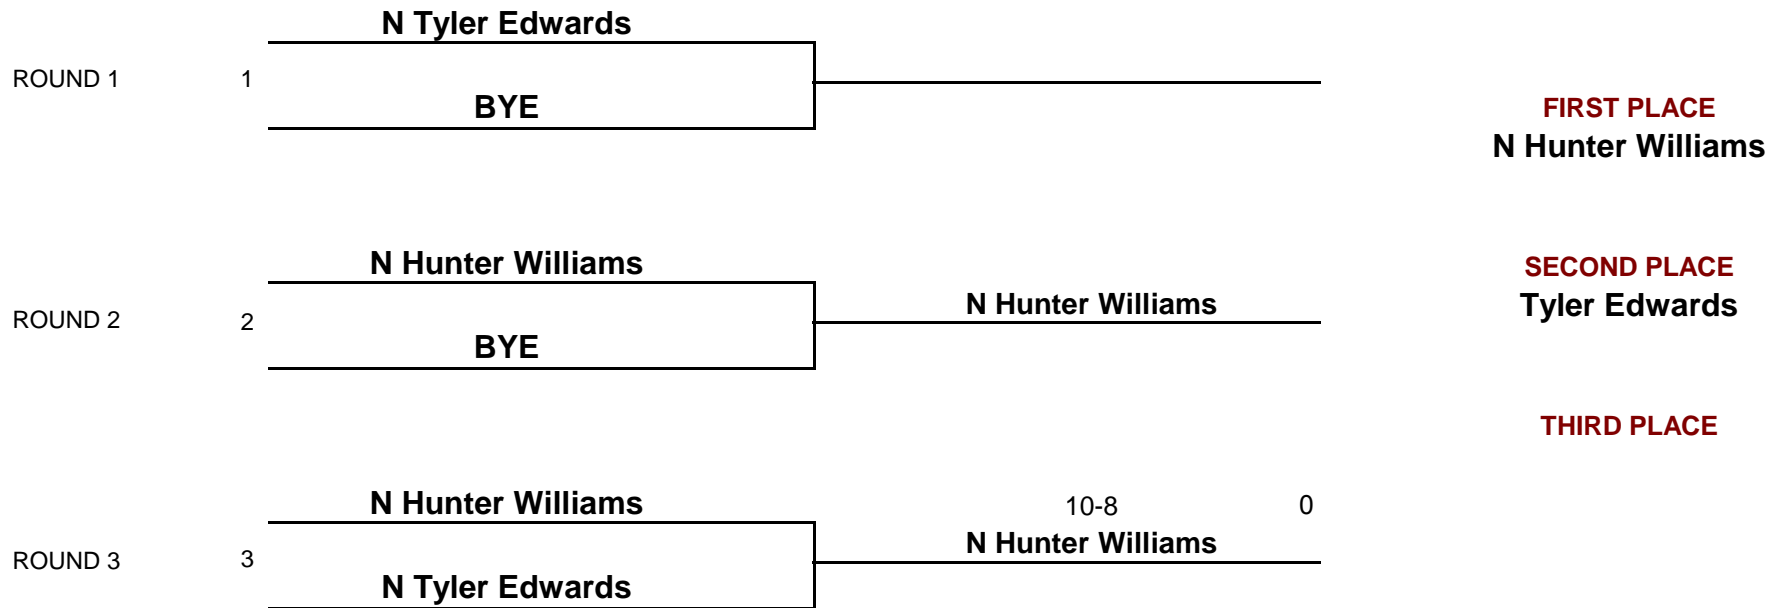 N Tyler Edwards
ROUND 1
1
BYE
FIRST PLACE
N Hunter Williams
N Hunter Williams
SECOND PLACE
N Hunter Williams
Tyler Edwards
ROUND 2
2
BYE
THIRD PLACE
N Hunter Williams
10-8
0
N Hunter Williams
ROUND 3
3
N Tyler Edwards